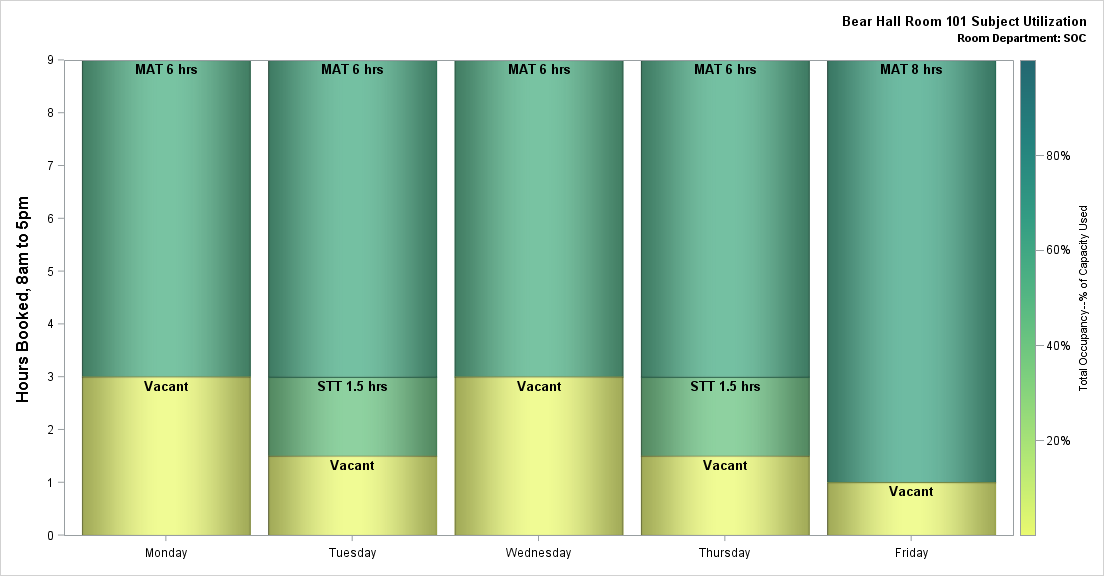 Bear Hall Room 101 Subject Utilization
Room Department: SOC
Hours Booked, 8am to 5pm
9
8
7
6
5
4
3
2
1
0
MAT 6 hrs
MAT 6 hrs
MAT 6 hrs
MAT 6 hrs
MAT 8 hrs
Vacant
STT 1.5 hrs
Vacant
STT 1.5 hrs
Vacant
Vacant
Vacant
Monday
Tuesday
Wednesday
Thursday
Friday
80%
60%
40%
20%
Total Occupancy--% of Capacity Used